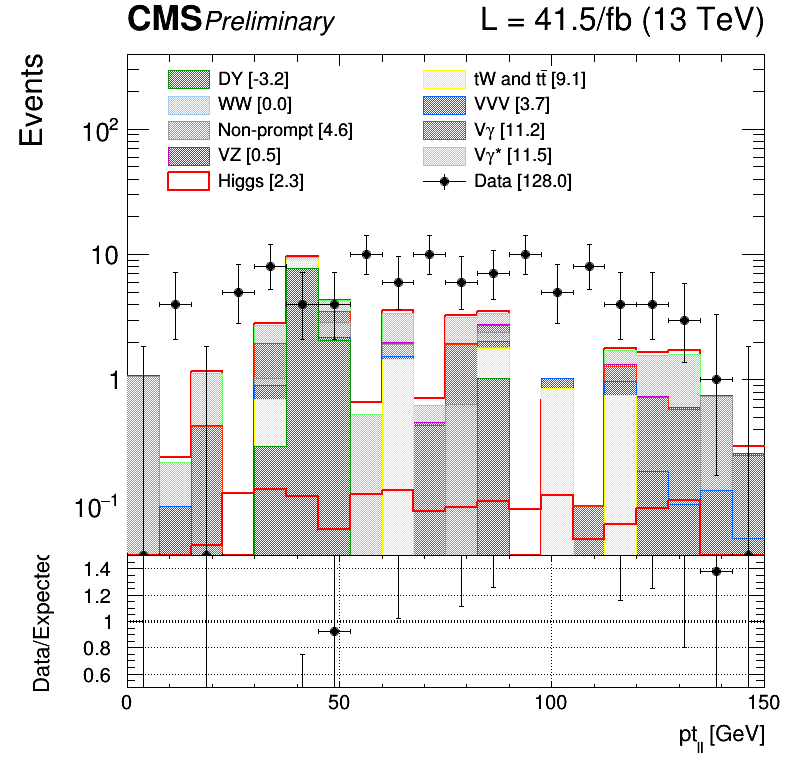 CMS Preliminary L = 41.5/fb (13 TeV)
Events
DY [-3.2]
WW [0.0]
Non-prompt [4.6]
VZ [0.5]
Higgs [2.3]
tW and tt̄ [9.1]
VVV [3.7]
Vγ [11.2]
Vγ* [11.5]
Data [128.0]
10²
10
1
10⁻¹
Data/Expected
1.4
1.2
1
0.8
0.6
0 50 100 150
pt_ll [GeV]